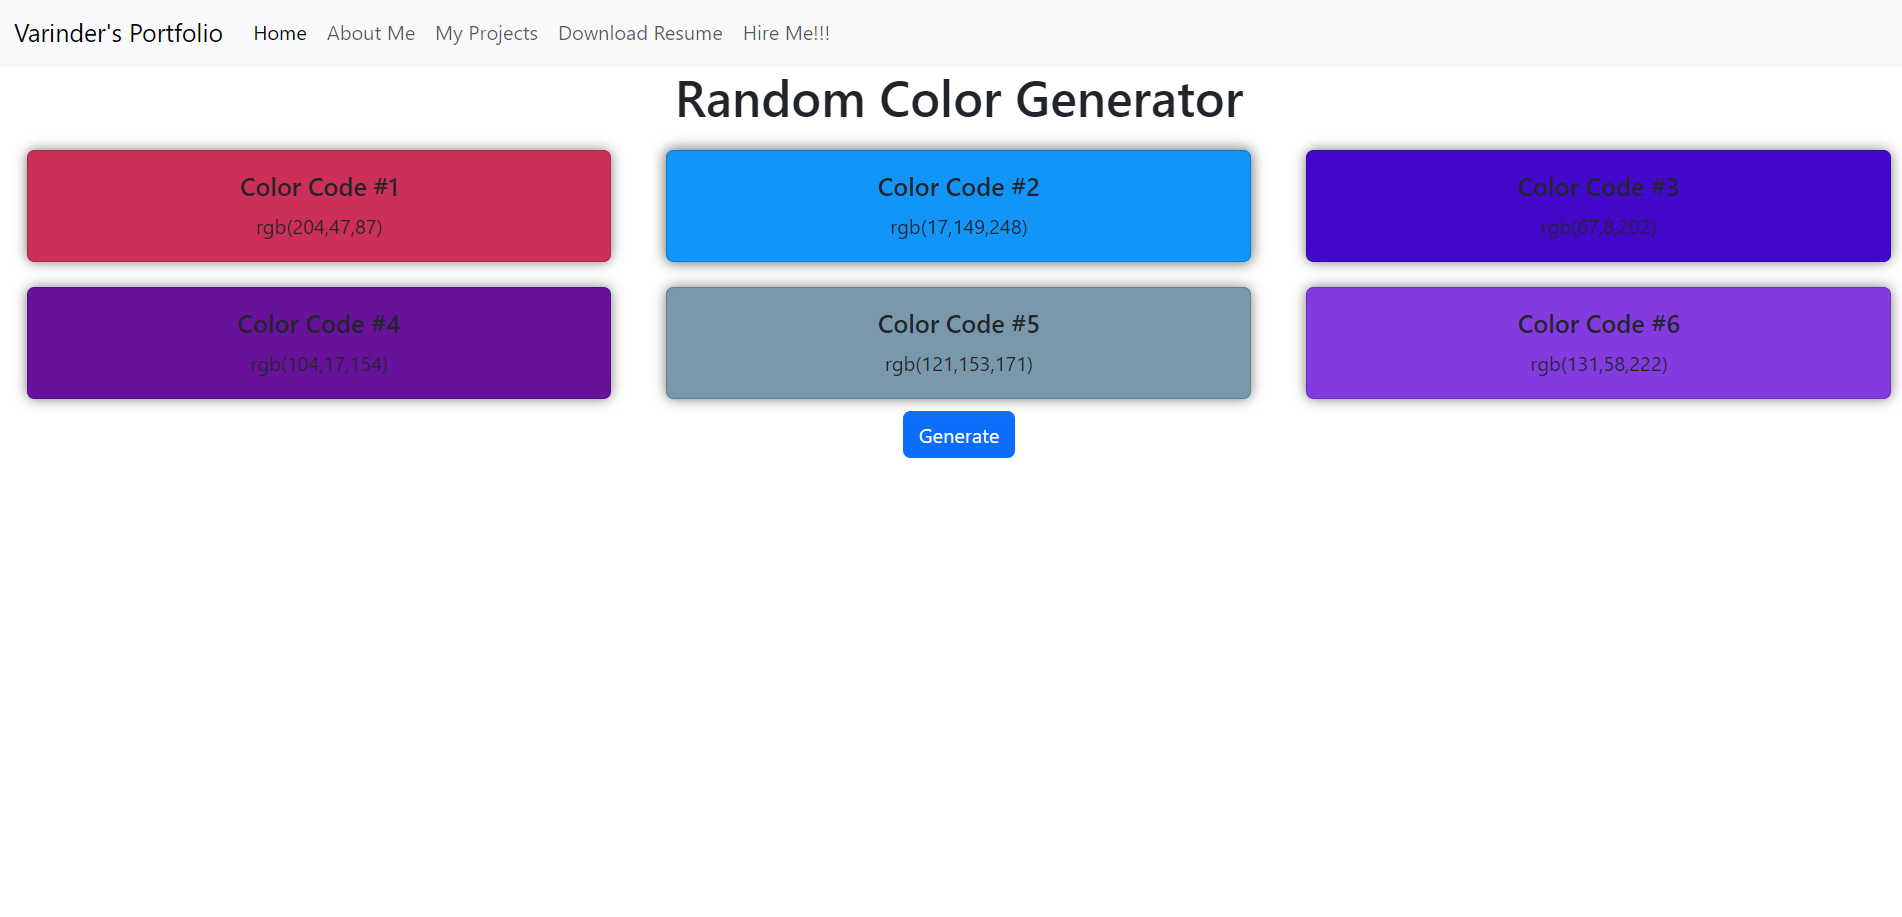 Varinder's Portfolio Home About Me My Projects Download Resume Hire Me!!!
Random Color Generator
Color Code #1
rgb(204,47,87)
Color Code #2
rgb(17,149,248)
Color Code #3
rgb(67,8,202)
Color Code #4
rgb(104,17,154)
Color Code #5
rgb(121,153,171)
Color Code #6
rgb(131,58,222)
Generate